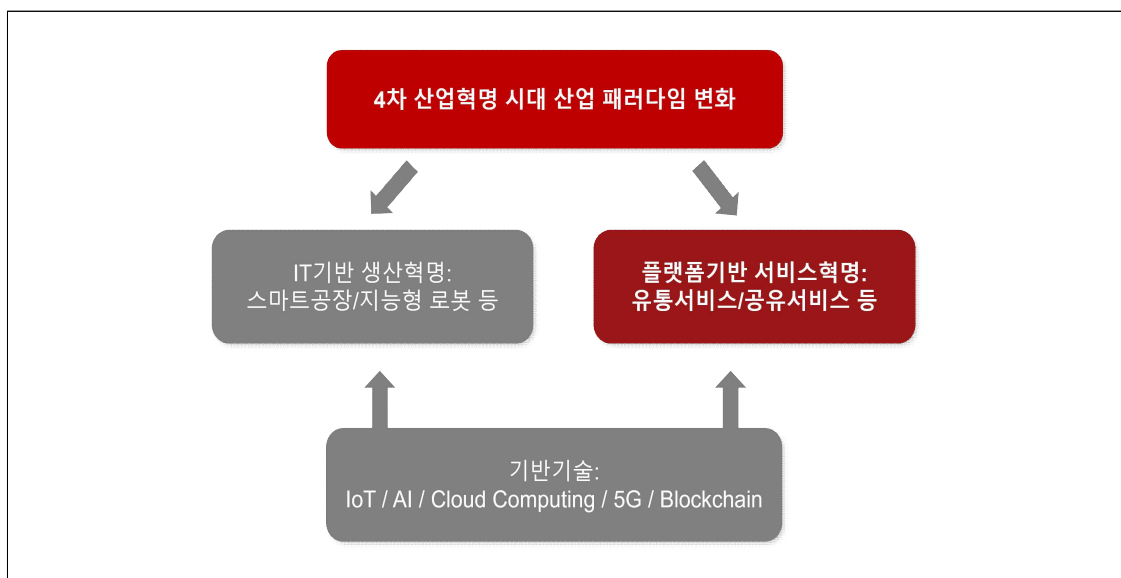 4차 산업혁명 시대 산업 패러다임 변화
IT기반 생산혁명:
스마트공장/지능형 로봇 등
플랫폼기반 서비스혁명:
유통서비스/공유서비스 등
기반기술:
IoT / AI / Cloud Computing / 5G / Blockchain